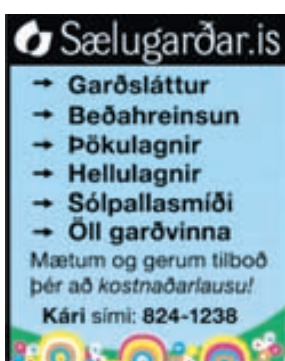 Sælugarðar.is
→ Garðsláttur
→ Beðahreinsun
→ Þökulagnir
→ Hellulagnir
→ Sólpallasmíði
→ Öll garðvinna
Mætum og gerum tilboð
þér að kostnaðarlausu!
Kári sími: 824-1238